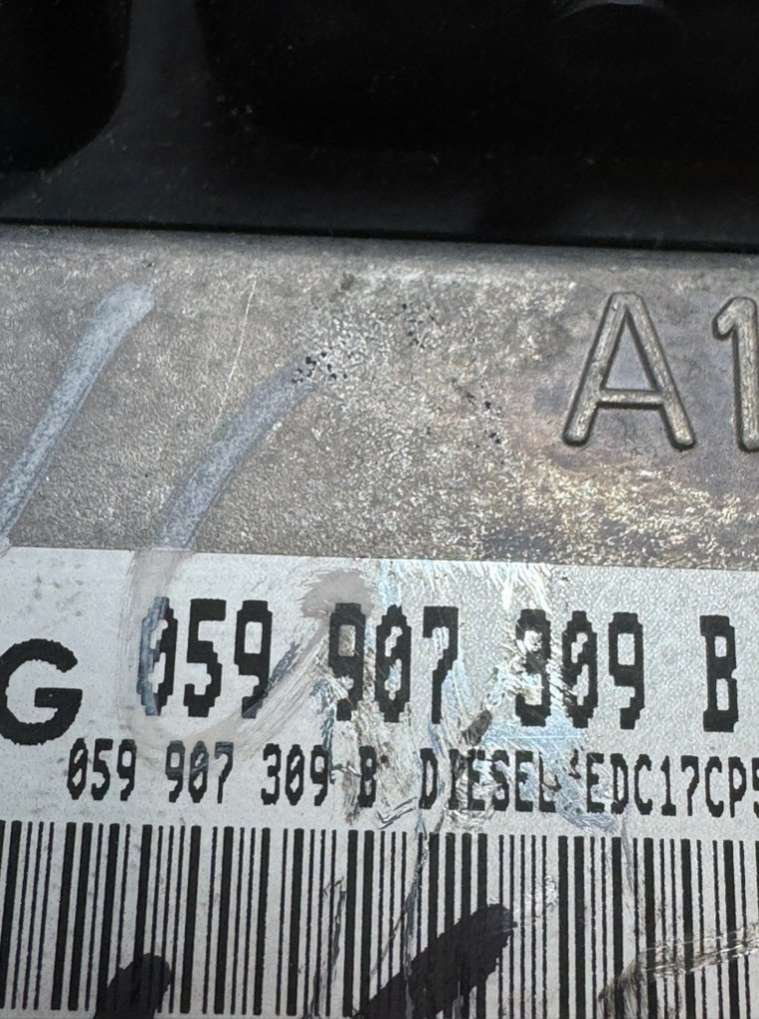 A1
G 059 907 309 B
059 907 309 B DIESEL EDC17CP5